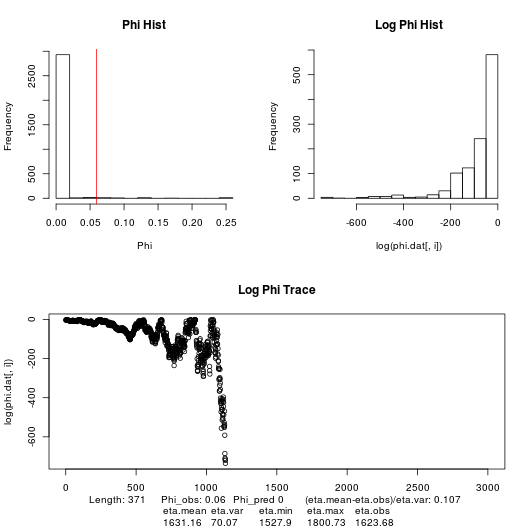 Phi Hist
Log Phi Hist
Frequency
0 500 1500 2500
0.00 0.05 0.10 0.15 0.20 0.25
Phi
Frequency
0 100 300 500
-600 -400 -200 0
log(phi.dat[, i])
Log Phi Trace
log(phi.dat[, i])
-600 -400 -200 0
0 500 1000 1500 2000 2500 3000
Length: 371 Phi_obs: 0.06 Phi_pred 0 (eta.mean-eta.obs)/eta.var: 0.107
eta.mean eta.var eta.min eta.max eta.obs
1631.16 70.07 1527.9 1800.73 1623.68